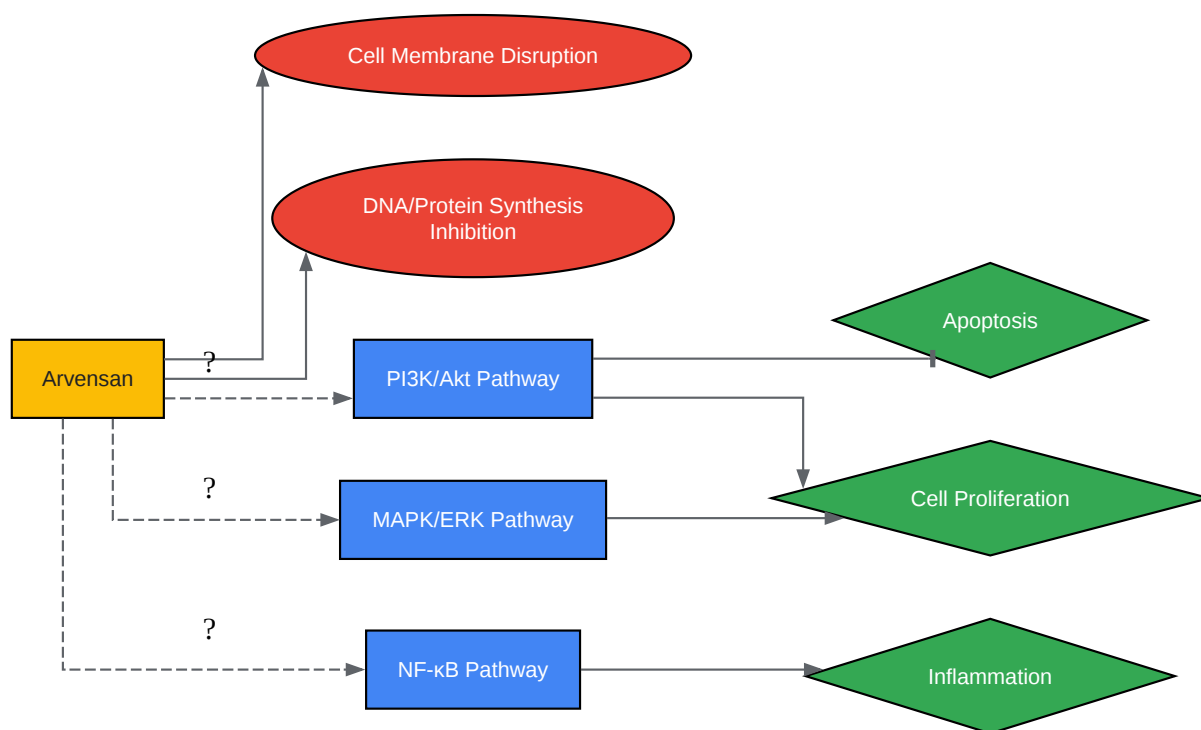 Cell Membrane Disruption
DNA/Protein Synthesis
Inhibition
Apoptosis
?
Arvensan
PI3K/Akt Pathway
?
Cell Proliferation
MAPK/ERK Pathway
?
NF-κB Pathway
Inflammation